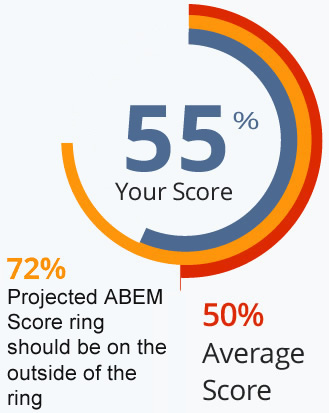 55%
Your Score
72%
Projected ABEM
Score ring
should be on the
outside of the
ring
50%
Average
Score